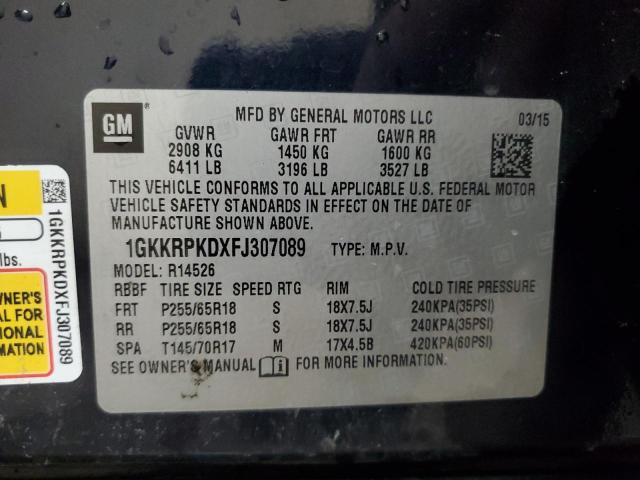 GM ®
MFD BY GENERAL MOTORS LLC 03/15
GVWR GAWR FRT GAWR RR
2908 KG 1450 KG 1600 KG
6411 LB 3196 LB 3527 LB
THIS VEHICLE CONFORMS TO ALL APPLICABLE U.S. FEDERAL MOTOR
VEHICLE SAFETY STANDARDS IN EFFECT ON THE DATE OF
MANUFACTURE SHOWN ABOVE.
1GKKRPKDXFJ307089 TYPE: M.P.V.
MODEL: R14526
RBBF TIRE SIZE SPEED RTG RIM COLD TIRE PRESSURE
FRT P255/65R18 S 18X7.5J 240KPA(35PSI)
RR P255/65R18 S 18X7.5J 240KPA(35PSI)
SPA T145/70R17 M 17X4.5B 420KPA(60PSI)
SEE OWNER'S MANUAL FOR MORE INFORMATION.
N
lbs.
WNER'S
FOR
IONAL
MATION
1GKKRPKDXFJ307089